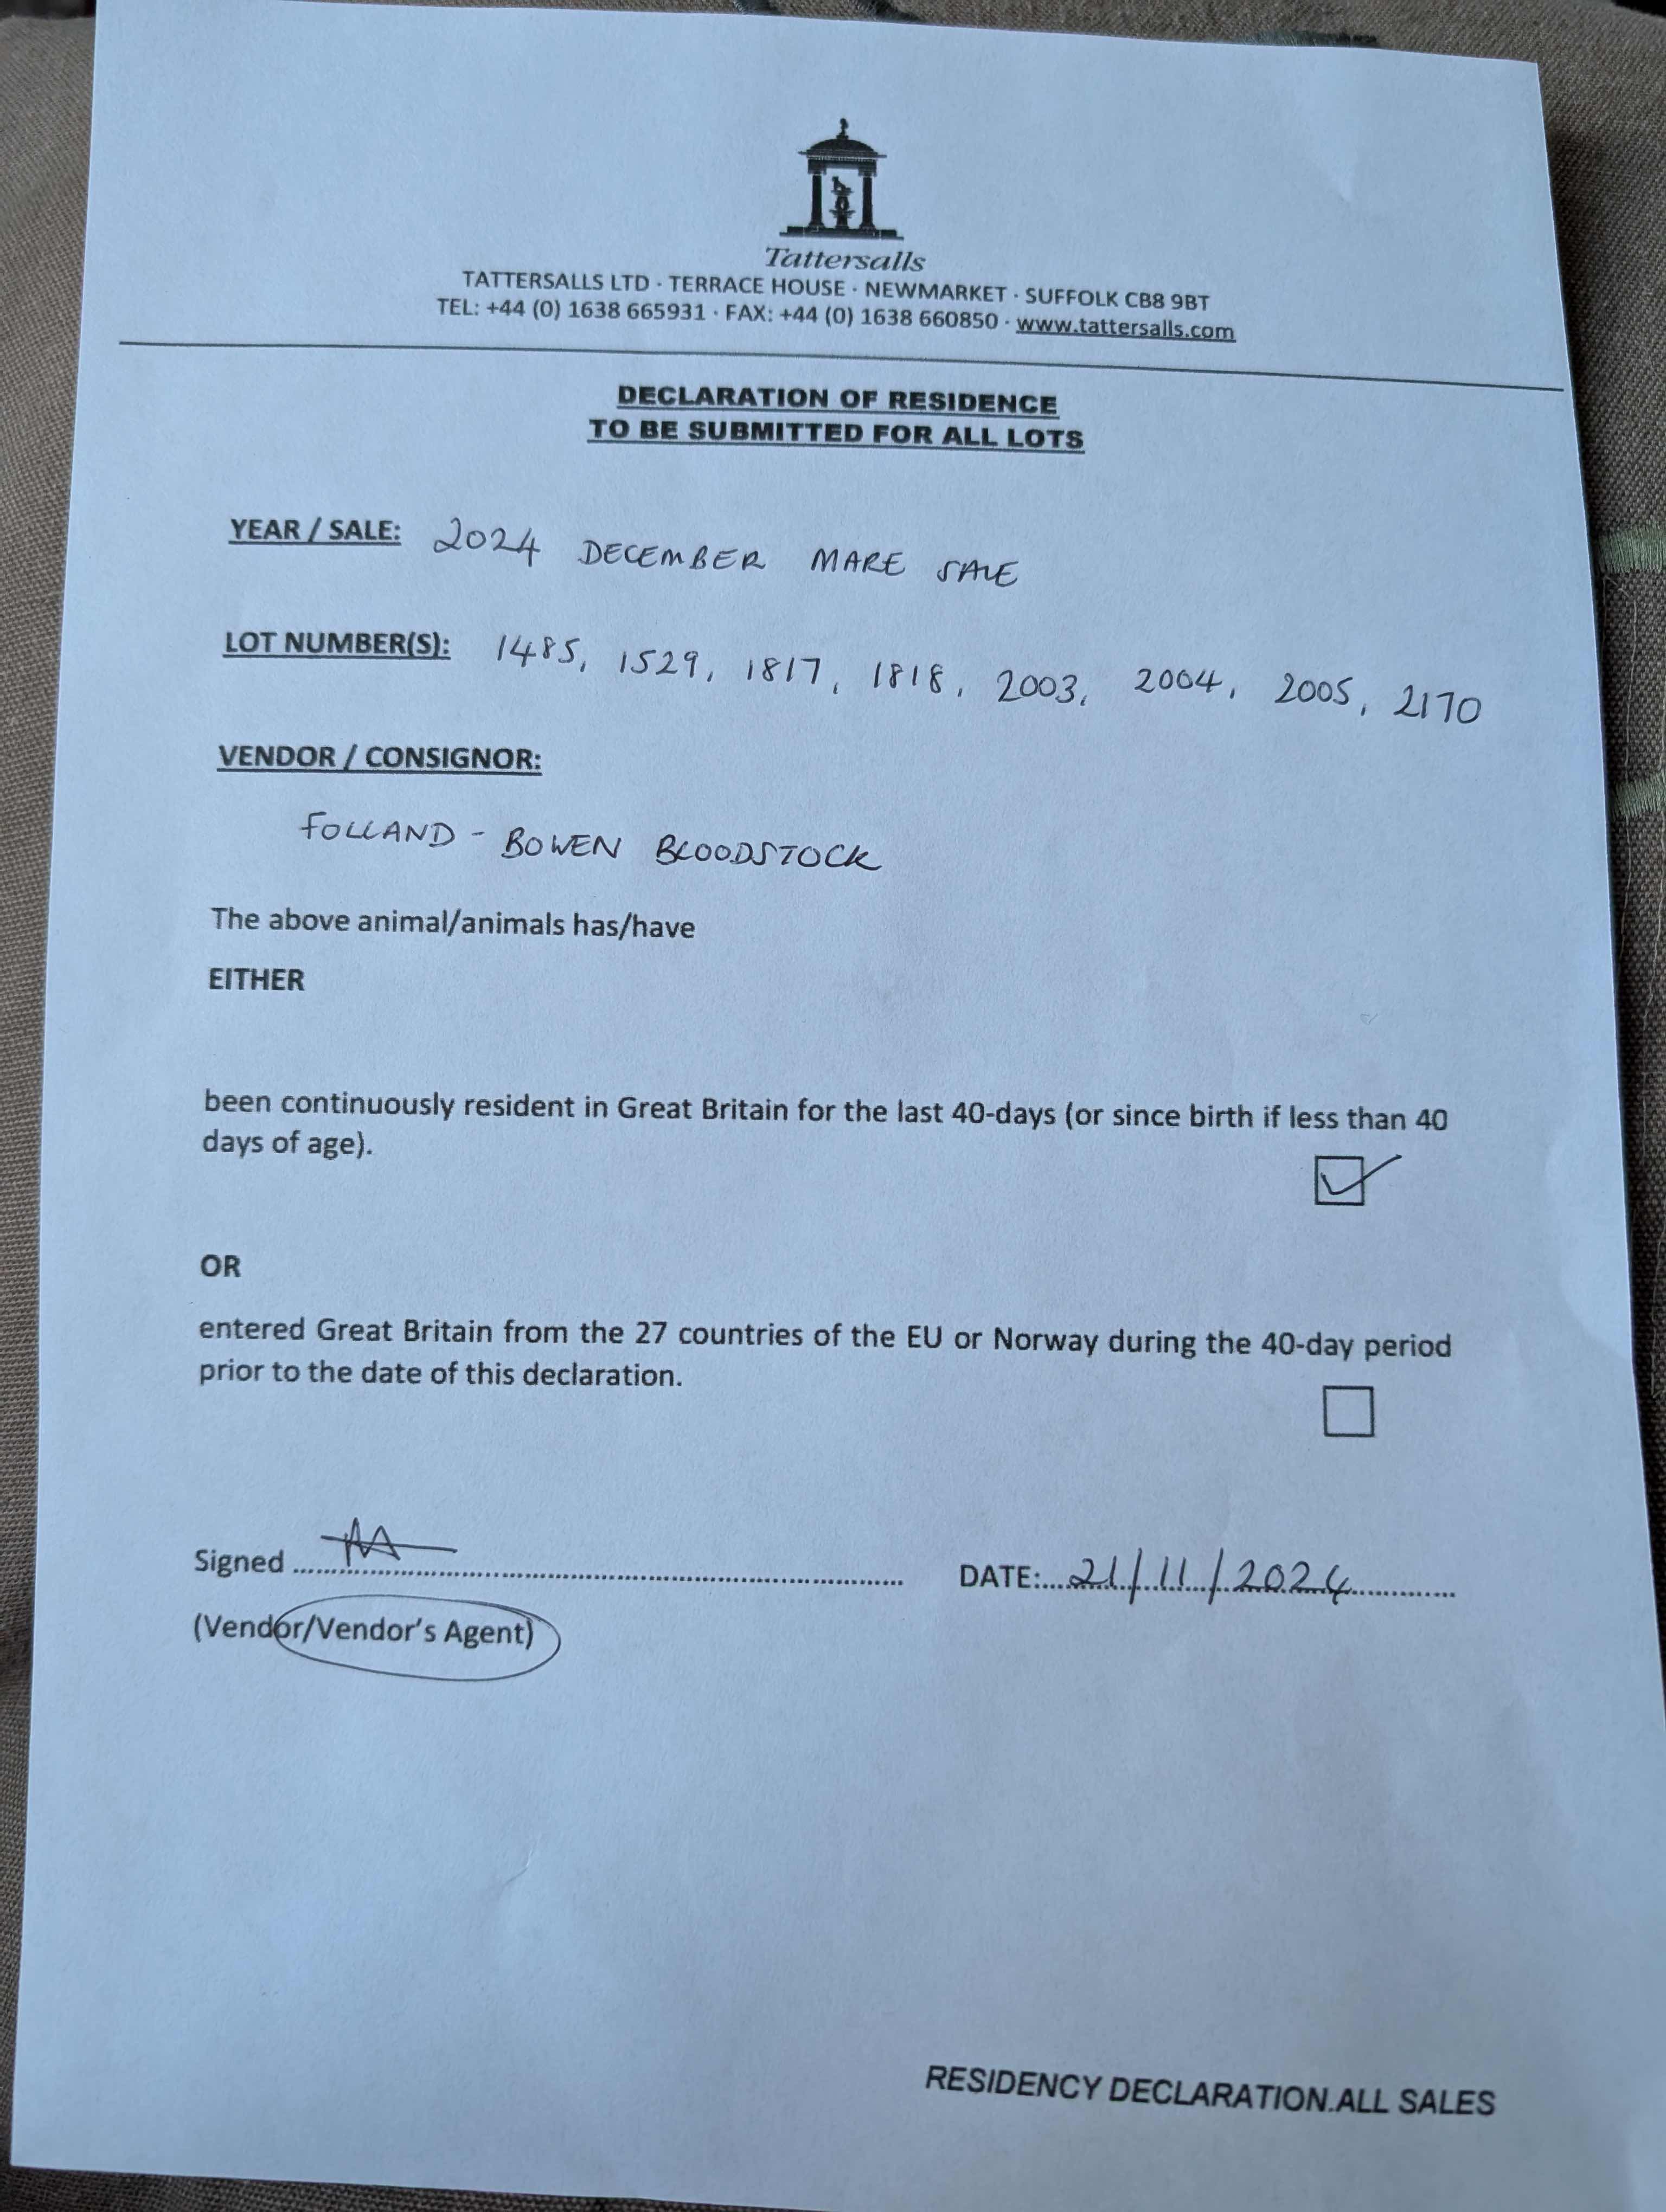 Tattersalls
TATTERSALLS LTD · TERRACE HOUSE · NEWMARKET · SUFFOLK CB8 9BT
TEL: +44 (0) 1638 665931 · FAX: +44 (0) 1638 660850 · www.tattersalls.com
DECLARATION OF RESIDENCE
TO BE SUBMITTED FOR ALL LOTS
YEAR / SALE: 2024 DECEMBER MARE SALE
LOT NUMBER(S): 1485, 1529, 1817, 1818, 2003, 2004, 2005, 2170
VENDOR / CONSIGNOR:
FOLLAND - BOWEN BLOODSTOCK
The above animal/animals has/have
EITHER
been continuously resident in Great Britain for the last 40-days (or since birth if less than 40
days of age).
OR
entered Great Britain from the 27 countries of the EU or Norway during the 40-day period
prior to the date of this declaration.
Signed DATE: 21/11/2024
(Vendor/Vendor's Agent)
RESIDENCY DECLARATION.ALL SALES